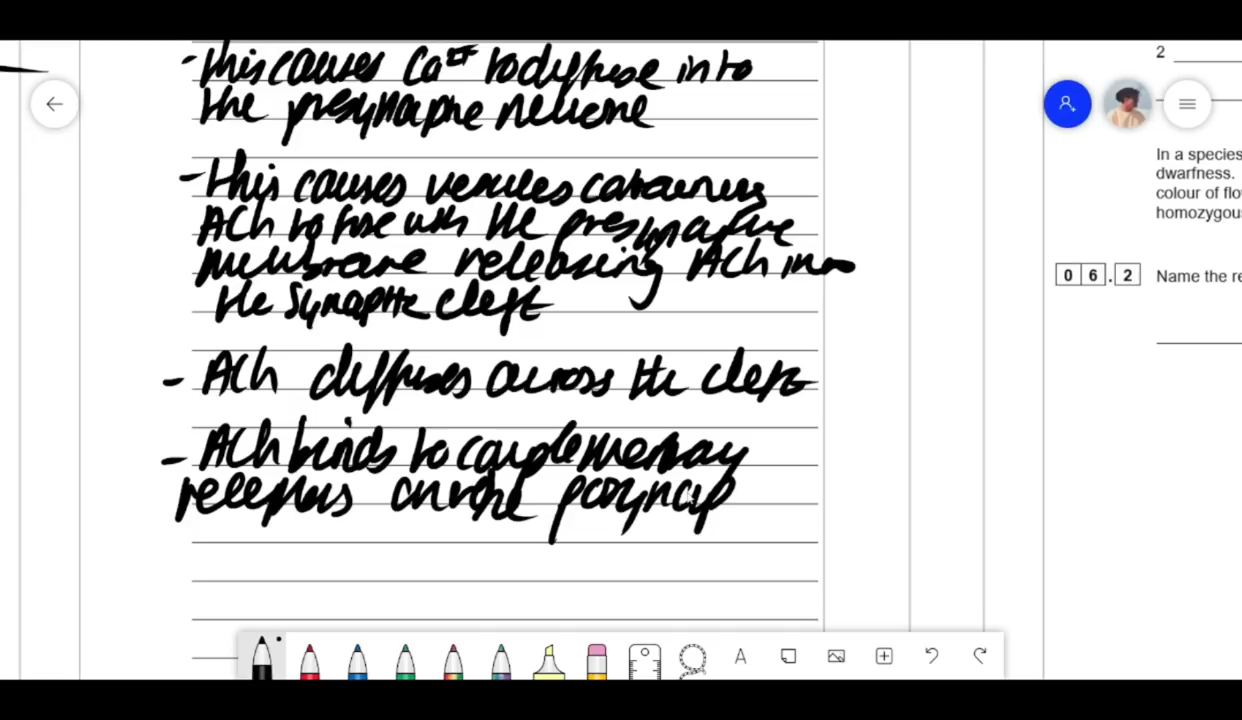 - this causes Ca2+ to diffuse into
the presynaptic neurone
- this causes vesicles containing
ACh to fuse with the presynaptic
membrane releasing ACh into
the synaptic cleft
- ACh diffuses across the cleft
- ACh binds to complementary
receptors on the posynap
2
In a species
dwarfness.
colour of flo
homozygous
0 6 . 2 Name the re
A